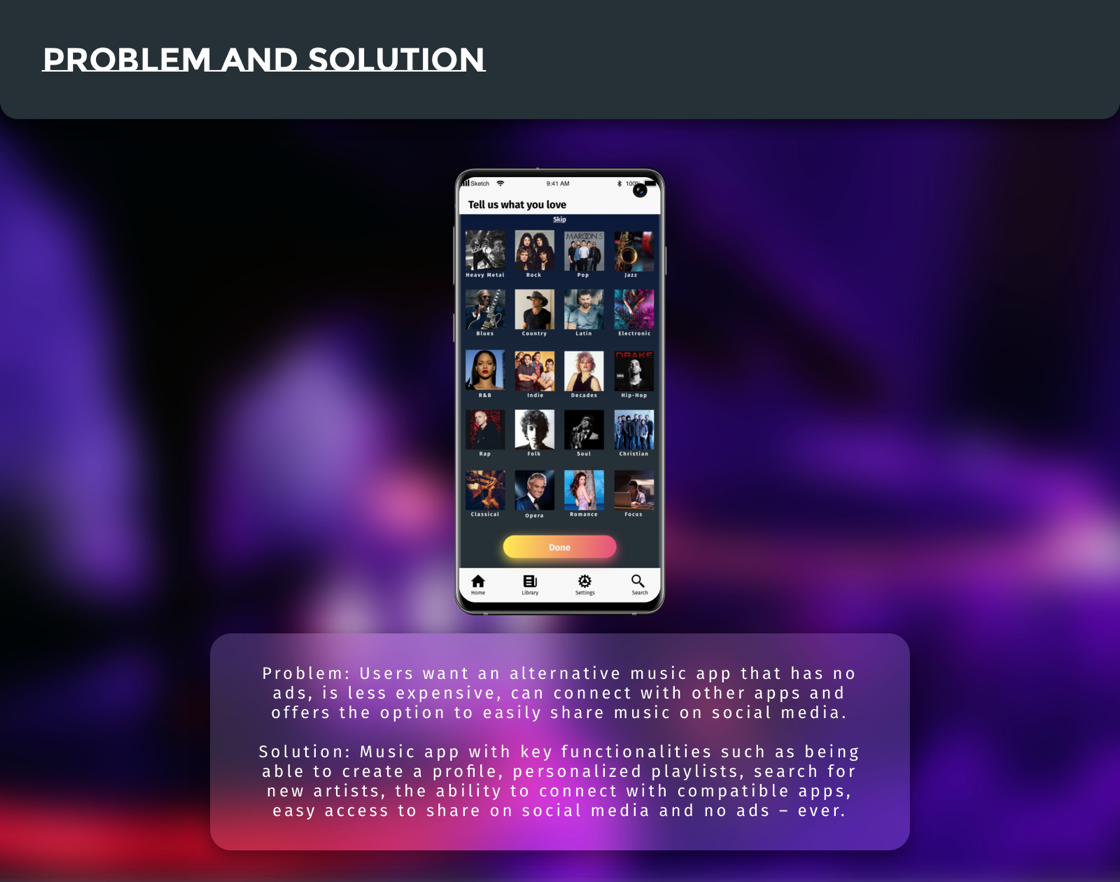 PROBLEM AND SOLUTION
Sketch 9:41 AM
Tell us what you love
Skip
MAROON 5
Heavy Metal Rock Pop Jazz
Blues Country Latin Electronic
DRAKE
R&B Indie Decades Hip-Hop
Rap Folk Soul Christian
Classical Opera Romance Focus
Done
Home Library Settings Search
Problem: Users want an alternative music app that has no
ads, is less expensive, can connect with other apps and
offers the option to easily share music on social media.
Solution: Music app with key functionalities such as being
able to create a profile, personalized playlists, search for
new artists, the ability to connect with compatible apps,
easy access to share on social media and no ads – ever.